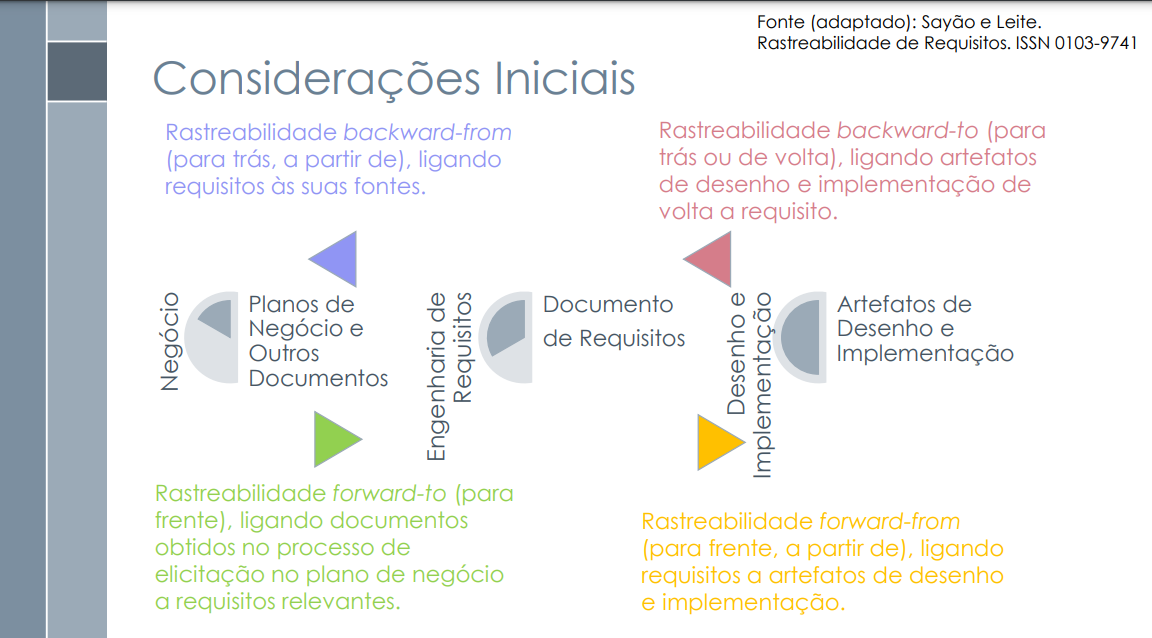 Fonte (adaptado): Sayão e Leite.
Rastreabilidade de Requisitos. ISSN 0103-9741
Considerações Iniciais
Rastreabilidade backward-from
(para trás, a partir de), ligando
requisitos às suas fontes.
Rastreabilidade backward-to (para
trás ou de volta), ligando artefatos
de desenho e implementação de
volta a requisito.
Negócio
Planos de
Negócio e
Outros
Documentos
Engenharia de
Requisitos
Documento
de Requisitos
Desenho e
Implementação
Artefatos de
Desenho e
Implementação
Rastreabilidade forward-to (para
frente), ligando documentos
obtidos no processo de
elicitação no plano de negócio
a requisitos relevantes.
Rastreabilidade forward-from
(para frente, a partir de), ligando
requisitos a artefatos de desenho
e implementação.